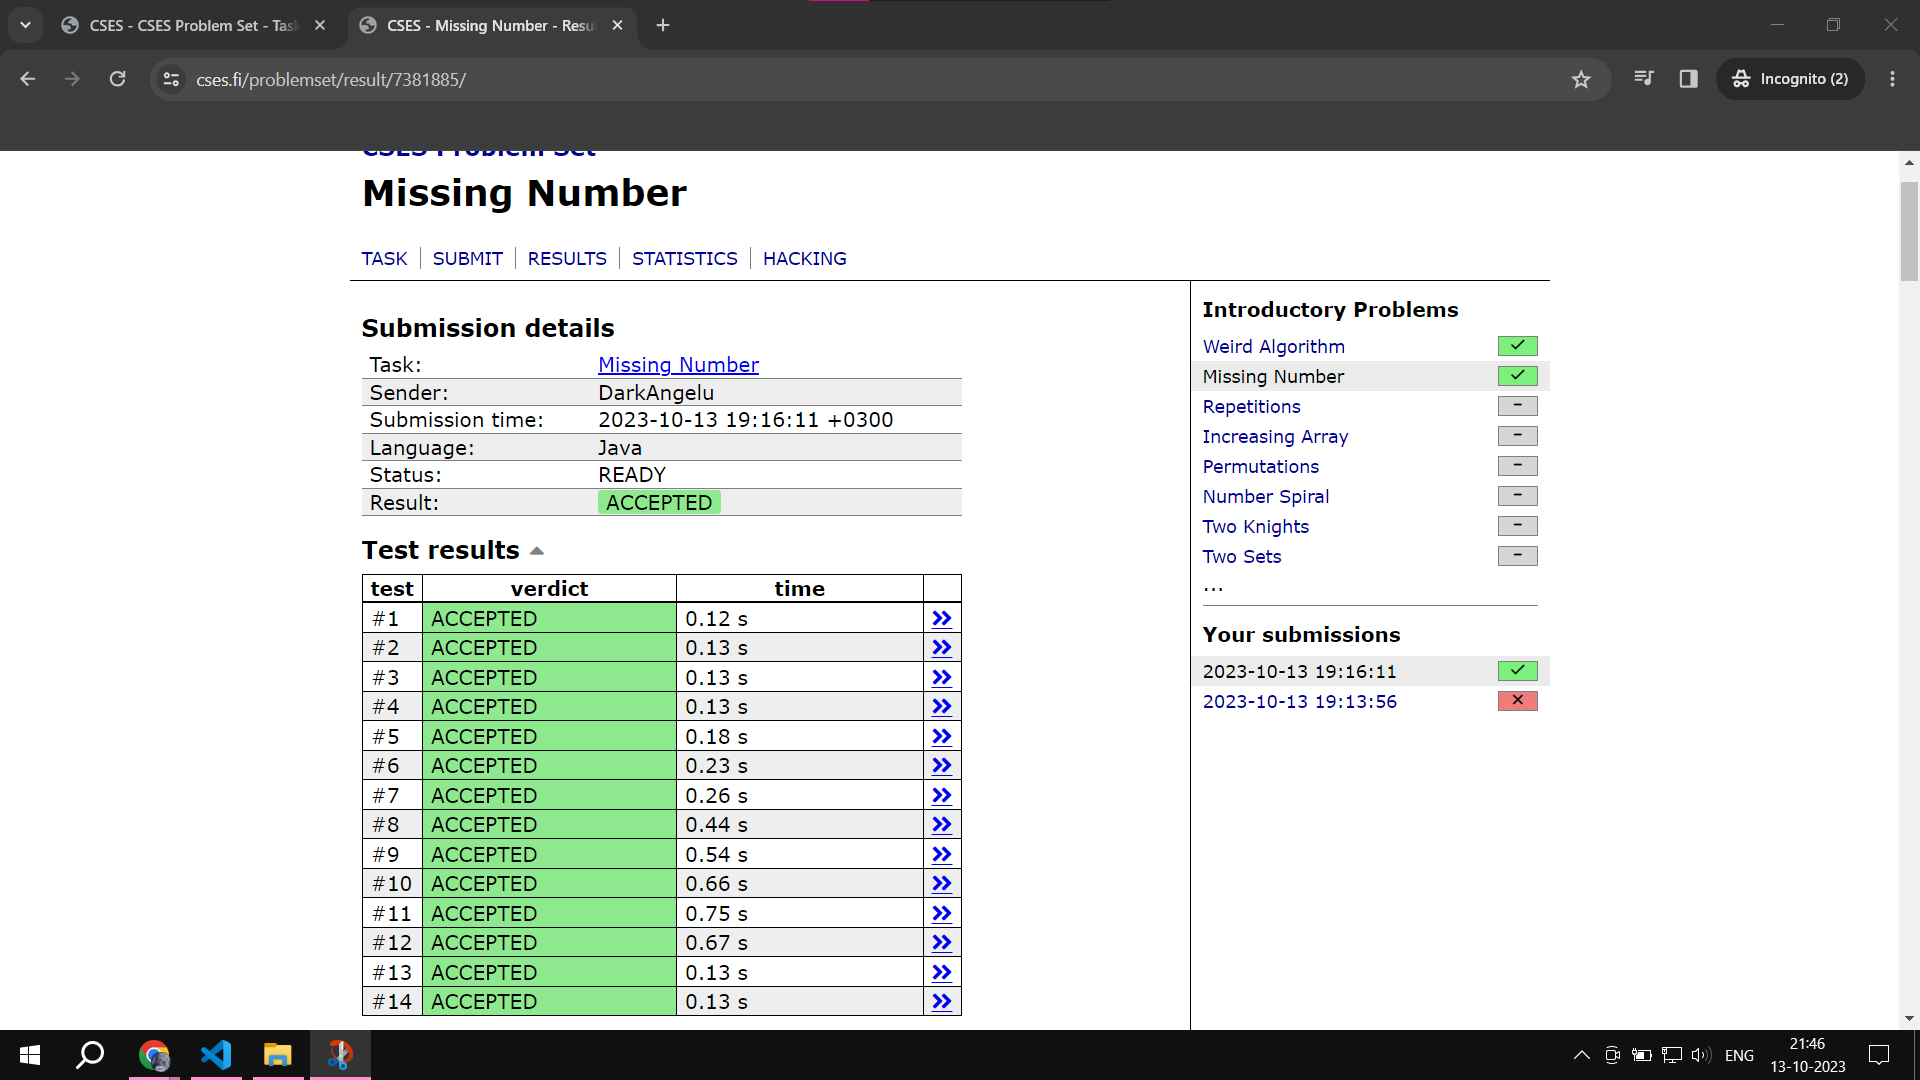 CSES - CSES Problem Set - Tas
CSES - Missing Number - Resu
cses.fi/problemset/result/7381885/
Incognito (2)
CSES Problem Set
Missing Number
TASK
SUBMIT
RESULTS
STATISTICS
HACKING
Submission details
Task: Missing Number
Sender: DarkAngelu
Submission time: 2023-10-13 19:16:11 +0300
Language: Java
Status: READY
Result: ACCEPTED
Test results
test verdict time
#1 ACCEPTED 0.12 s »
#2 ACCEPTED 0.13 s »
#3 ACCEPTED 0.13 s »
#4 ACCEPTED 0.13 s »
#5 ACCEPTED 0.18 s »
#6 ACCEPTED 0.23 s »
#7 ACCEPTED 0.26 s »
#8 ACCEPTED 0.44 s »
#9 ACCEPTED 0.54 s »
#10 ACCEPTED 0.66 s »
#11 ACCEPTED 0.75 s »
#12 ACCEPTED 0.67 s »
#13 ACCEPTED 0.13 s »
#14 ACCEPTED 0.13 s »
Introductory Problems
Weird Algorithm
Missing Number
Repetitions
Increasing Array
Permutations
Number Spiral
Two Knights
Two Sets
...
Your submissions
2023-10-13 19:16:11
2023-10-13 19:13:56
ENG
21:46
13-10-2023